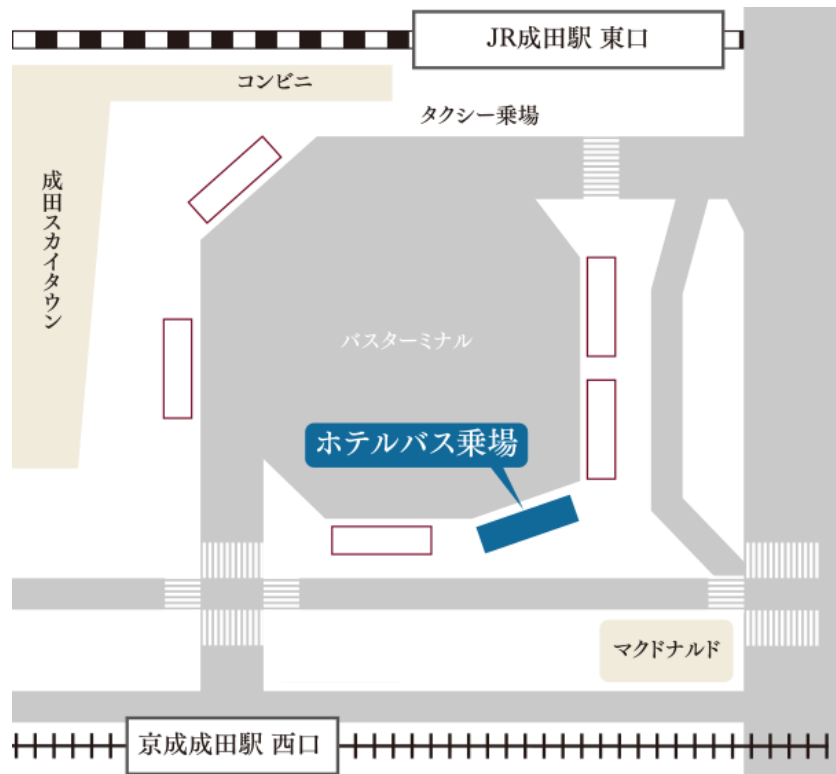 JR成田駅 東口
コンビニ
タクシー乗場
成田スカイタウン
バスターミナル
ホテルバス乗場
マクドナルド
京成成田駅 西口